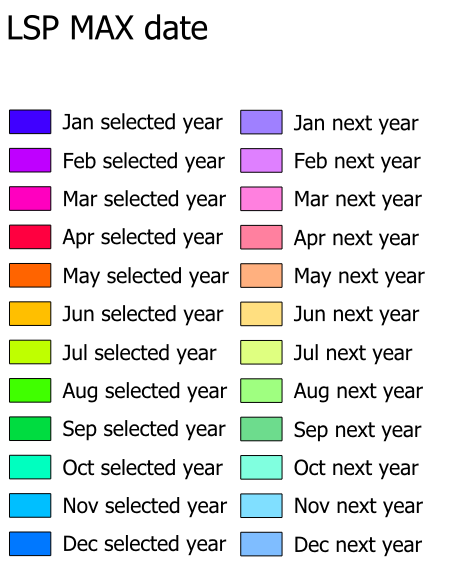 LSP MAX date
Jan selected year
Jan next year
Feb selected year
Feb next year
Mar selected year
Mar next year
Apr selected year
Apr next year
May selected year
May next year
Jun selected year
Jun next year
Jul selected year
Jul next year
Aug selected year
Aug next year
Sep selected year
Sep next year
Oct selected year
Oct next year
Nov selected year
Nov next year
Dec selected year
Dec next year